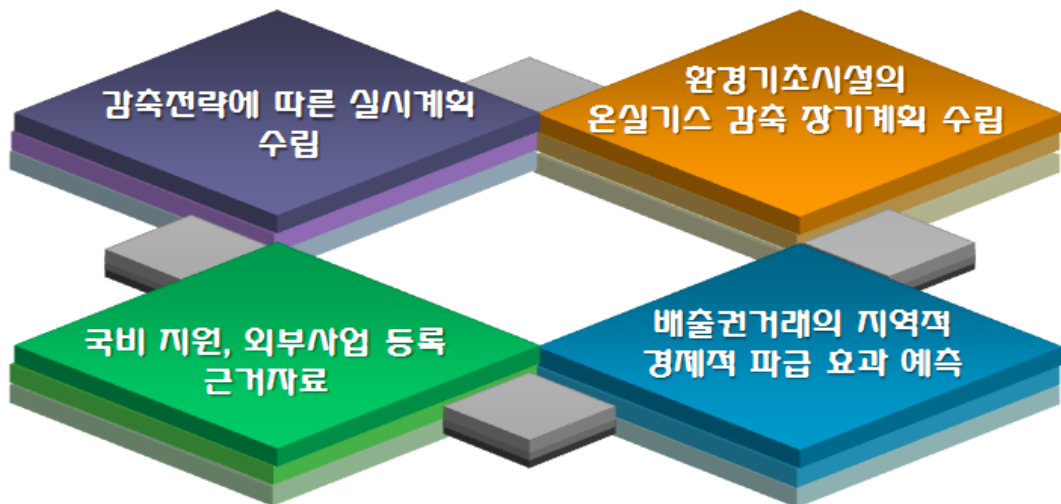 감축전략에 따른 실시계획
수립
환경기초시설의
온실기스 감축 장기계획 수립
국비 지원, 외부사업 등록
근거자료
배출권거래의 지역적
경제적 파급 효과 예측